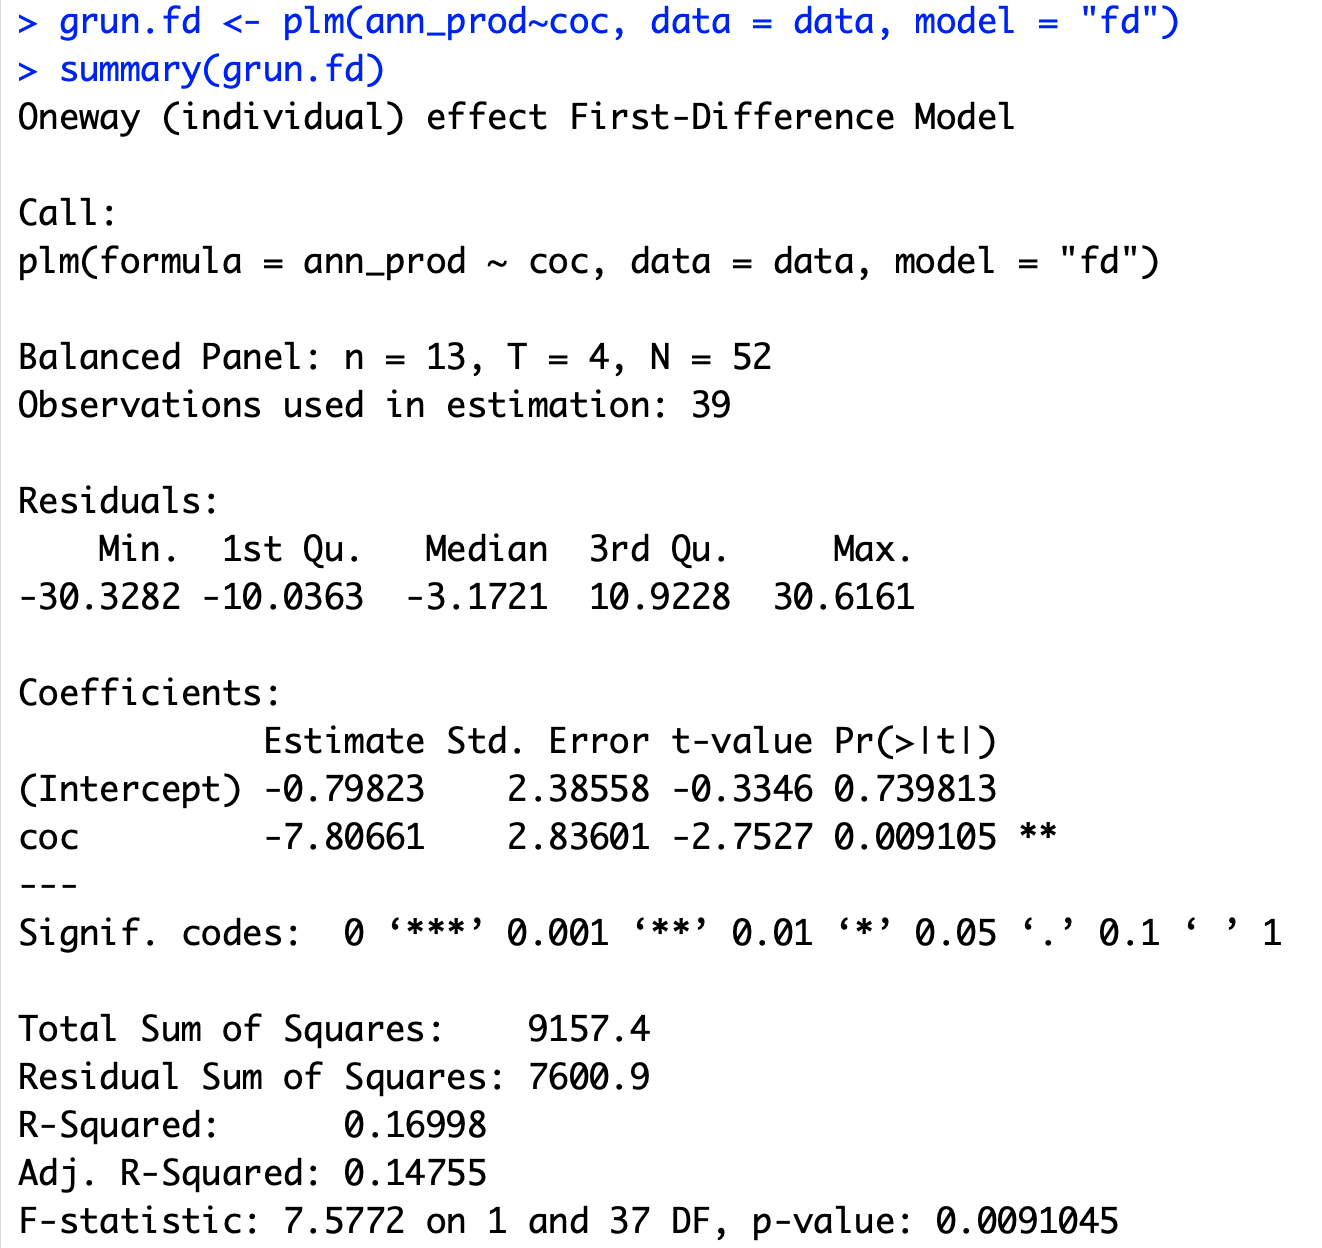 > grun.fd <- plm(ann_prod~coc, data = data, model = "fd")
> summary(grun.fd)
Oneway (individual) effect First-Difference Model
Call:
plm(formula = ann_prod ~ coc, data = data, model = "fd")
Balanced Panel: n = 13, T = 4, N = 52
Observations used in estimation: 39
Residuals:
    Min.  1st Qu.   Median  3rd Qu.     Max.
-30.3282 -10.0363  -3.1721  10.9228  30.6161
Coefficients:
            Estimate Std. Error t-value Pr(>|t|)
(Intercept) -0.79823    2.38558 -0.3346 0.739813
coc         -7.80661    2.83601 -2.7527 0.009105 **
---
Signif. codes:  0 ‘***’ 0.001 ‘**’ 0.01 ‘*’ 0.05 ‘.’ 0.1 ‘ ’ 1
Total Sum of Squares:    9157.4
Residual Sum of Squares: 7600.9
R-Squared:      0.16998
Adj. R-Squared: 0.14755
F-statistic: 7.5772 on 1 and 37 DF, p-value: 0.0091045